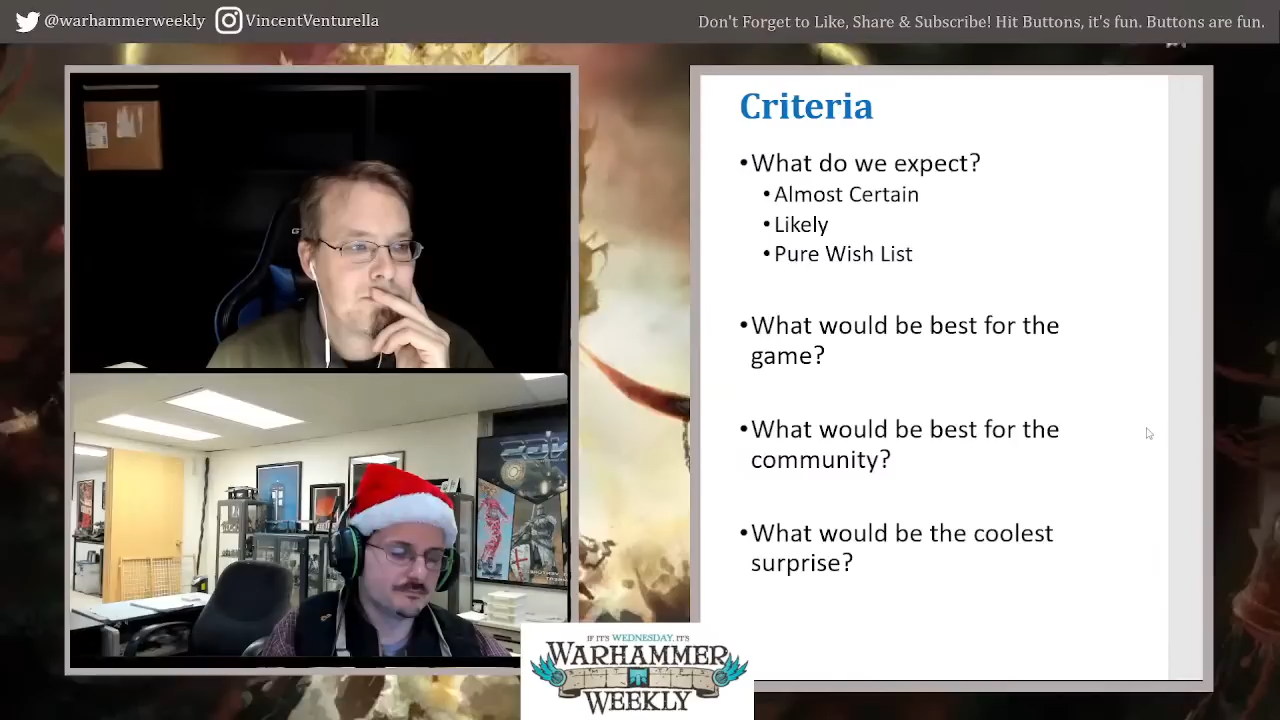 @warhammerweekly VincentVenturella
Don't Forget to Like, Share & Subscribe! Hit Buttons, it's fun. Buttons are fun.
Criteria
•What do we expect?
•Almost Certain
•Likely
•Pure Wish List
•What would be best for the
game?
•What would be best for the
community?
•What would be the coolest
surprise?
IF IT'S WEDNESDAY, IT'S
WARHAMMER
WEEKLY